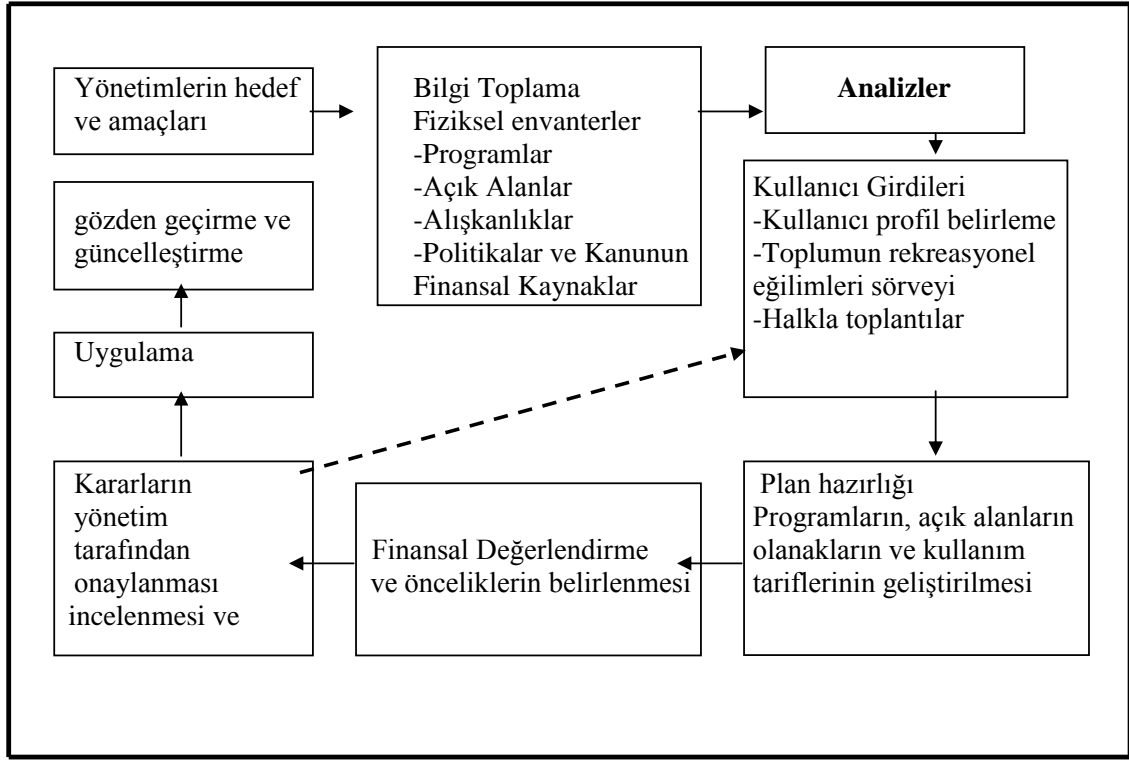 Yönetimlerin hedef
ve amaçları
Bilgi Toplama
Fiziksel envanterler
-Programlar
-Açık Alanlar
-Alışkanlıklar
-Politikalar ve Kanunun
Finansal Kaynaklar
Analizler
Kullanıcı Girdileri
-Kullanıcı profil belirleme
-Toplumun rekreasyonel
eğilimleri sörveyi
-Halkla toplantılar
Plan hazırlığı
Programların, açık alanların
olanakların ve kullanım
tariflerinin geliştirilmesi
Finansal Değerlendirme
ve önceliklerin belirlenmesi
Kararların
yönetim
tarafından
onaylanması
incelenmesi ve
Uygulama
gözden geçirme ve
güncelleştirme